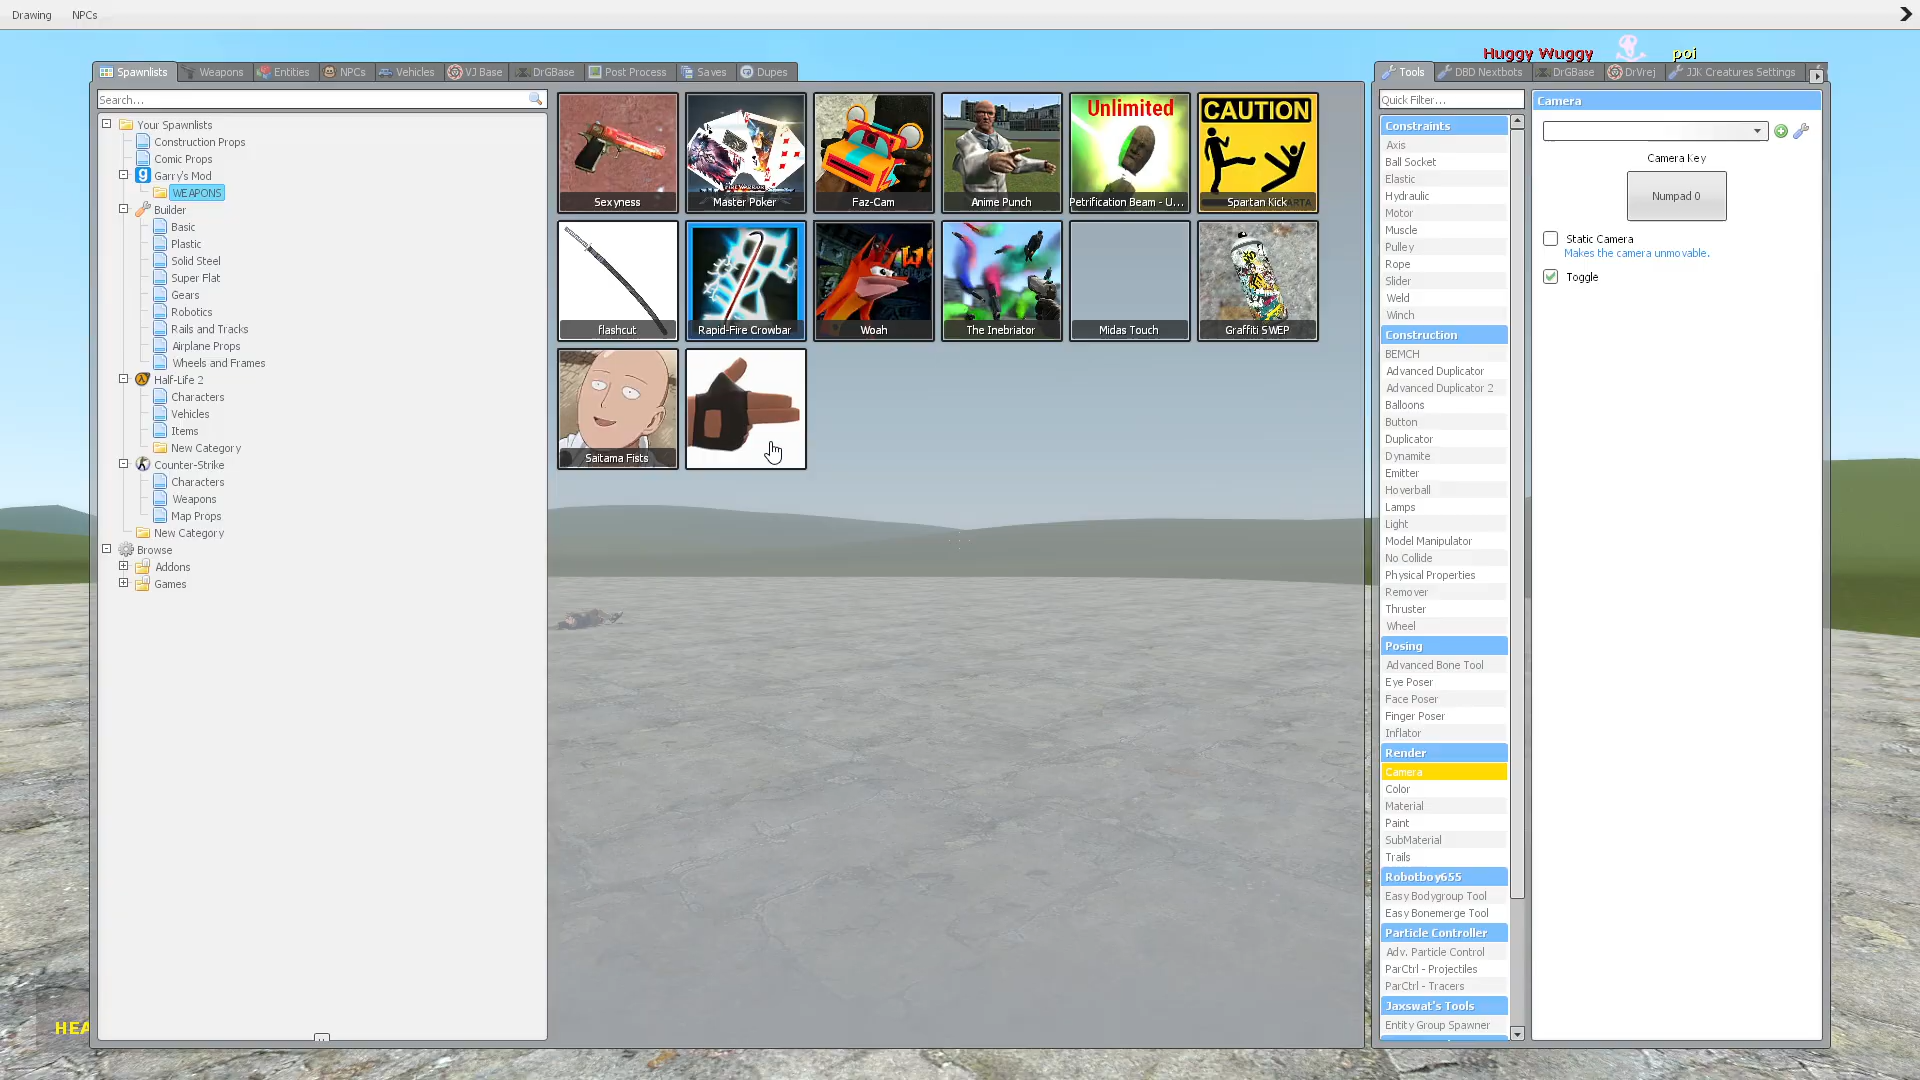 Drawing NPCs
Huggy Wuggy poi
Spawnlists Weapons Entities NPCs Vehicles VJ Base DrGBase Post Process Saves Dupes
Search...
Your Spawnlists
Construction Props
Comic Props
Garry's Mod
WEAPONS
Builder
Basic
Plastic
Solid Steel
Super Flat
Gears
Robotics
Rails and Tracks
Airplane Props
Wheels and Frames
Half-Life 2
Characters
Vehicles
Items
New Category
Counter-Strike
Characters
Weapons
Map Props
New Category
Browse
Addons
Games
HEA
Unlimited
CAUTION
Sexyness Master Poker Faz-Cam Anime Punch Petrification Beam - U... Spartan Kick
flashcut Rapid-Fire Crowbar Woah The Inebriator Midas Touch Graffiti SWEP
Saitama Fists
Tools DBD Nextbots DrGBase DrVrej JJK Creatures Settings
Quick Filter...
Constraints
Axis
Ball Socket
Elastic
Hydraulic
Motor
Muscle
Pulley
Rope
Slider
Weld
Winch
Construction
BEMCH
Advanced Duplicator
Advanced Duplicator 2
Balloons
Button
Duplicator
Dynamite
Emitter
Hoverball
Lamps
Light
Model Manipulator
No Collide
Physical Properties
Remover
Thruster
Wheel
Posing
Advanced Bone Tool
Eye Poser
Face Poser
Finger Poser
Inflator
Render
Camera
Color
Material
Paint
SubMaterial
Trails
Robotboy655
Easy Bodygroup Tool
Easy Bonemerge Tool
Particle Controller
Adv. Particle Control
ParCtrl - Projectiles
ParCtrl - Tracers
Jaxswat's Tools
Entity Group Spawner
Camera
Camera Key
Numpad 0
Static Camera
Makes the camera unmovable.
Toggle